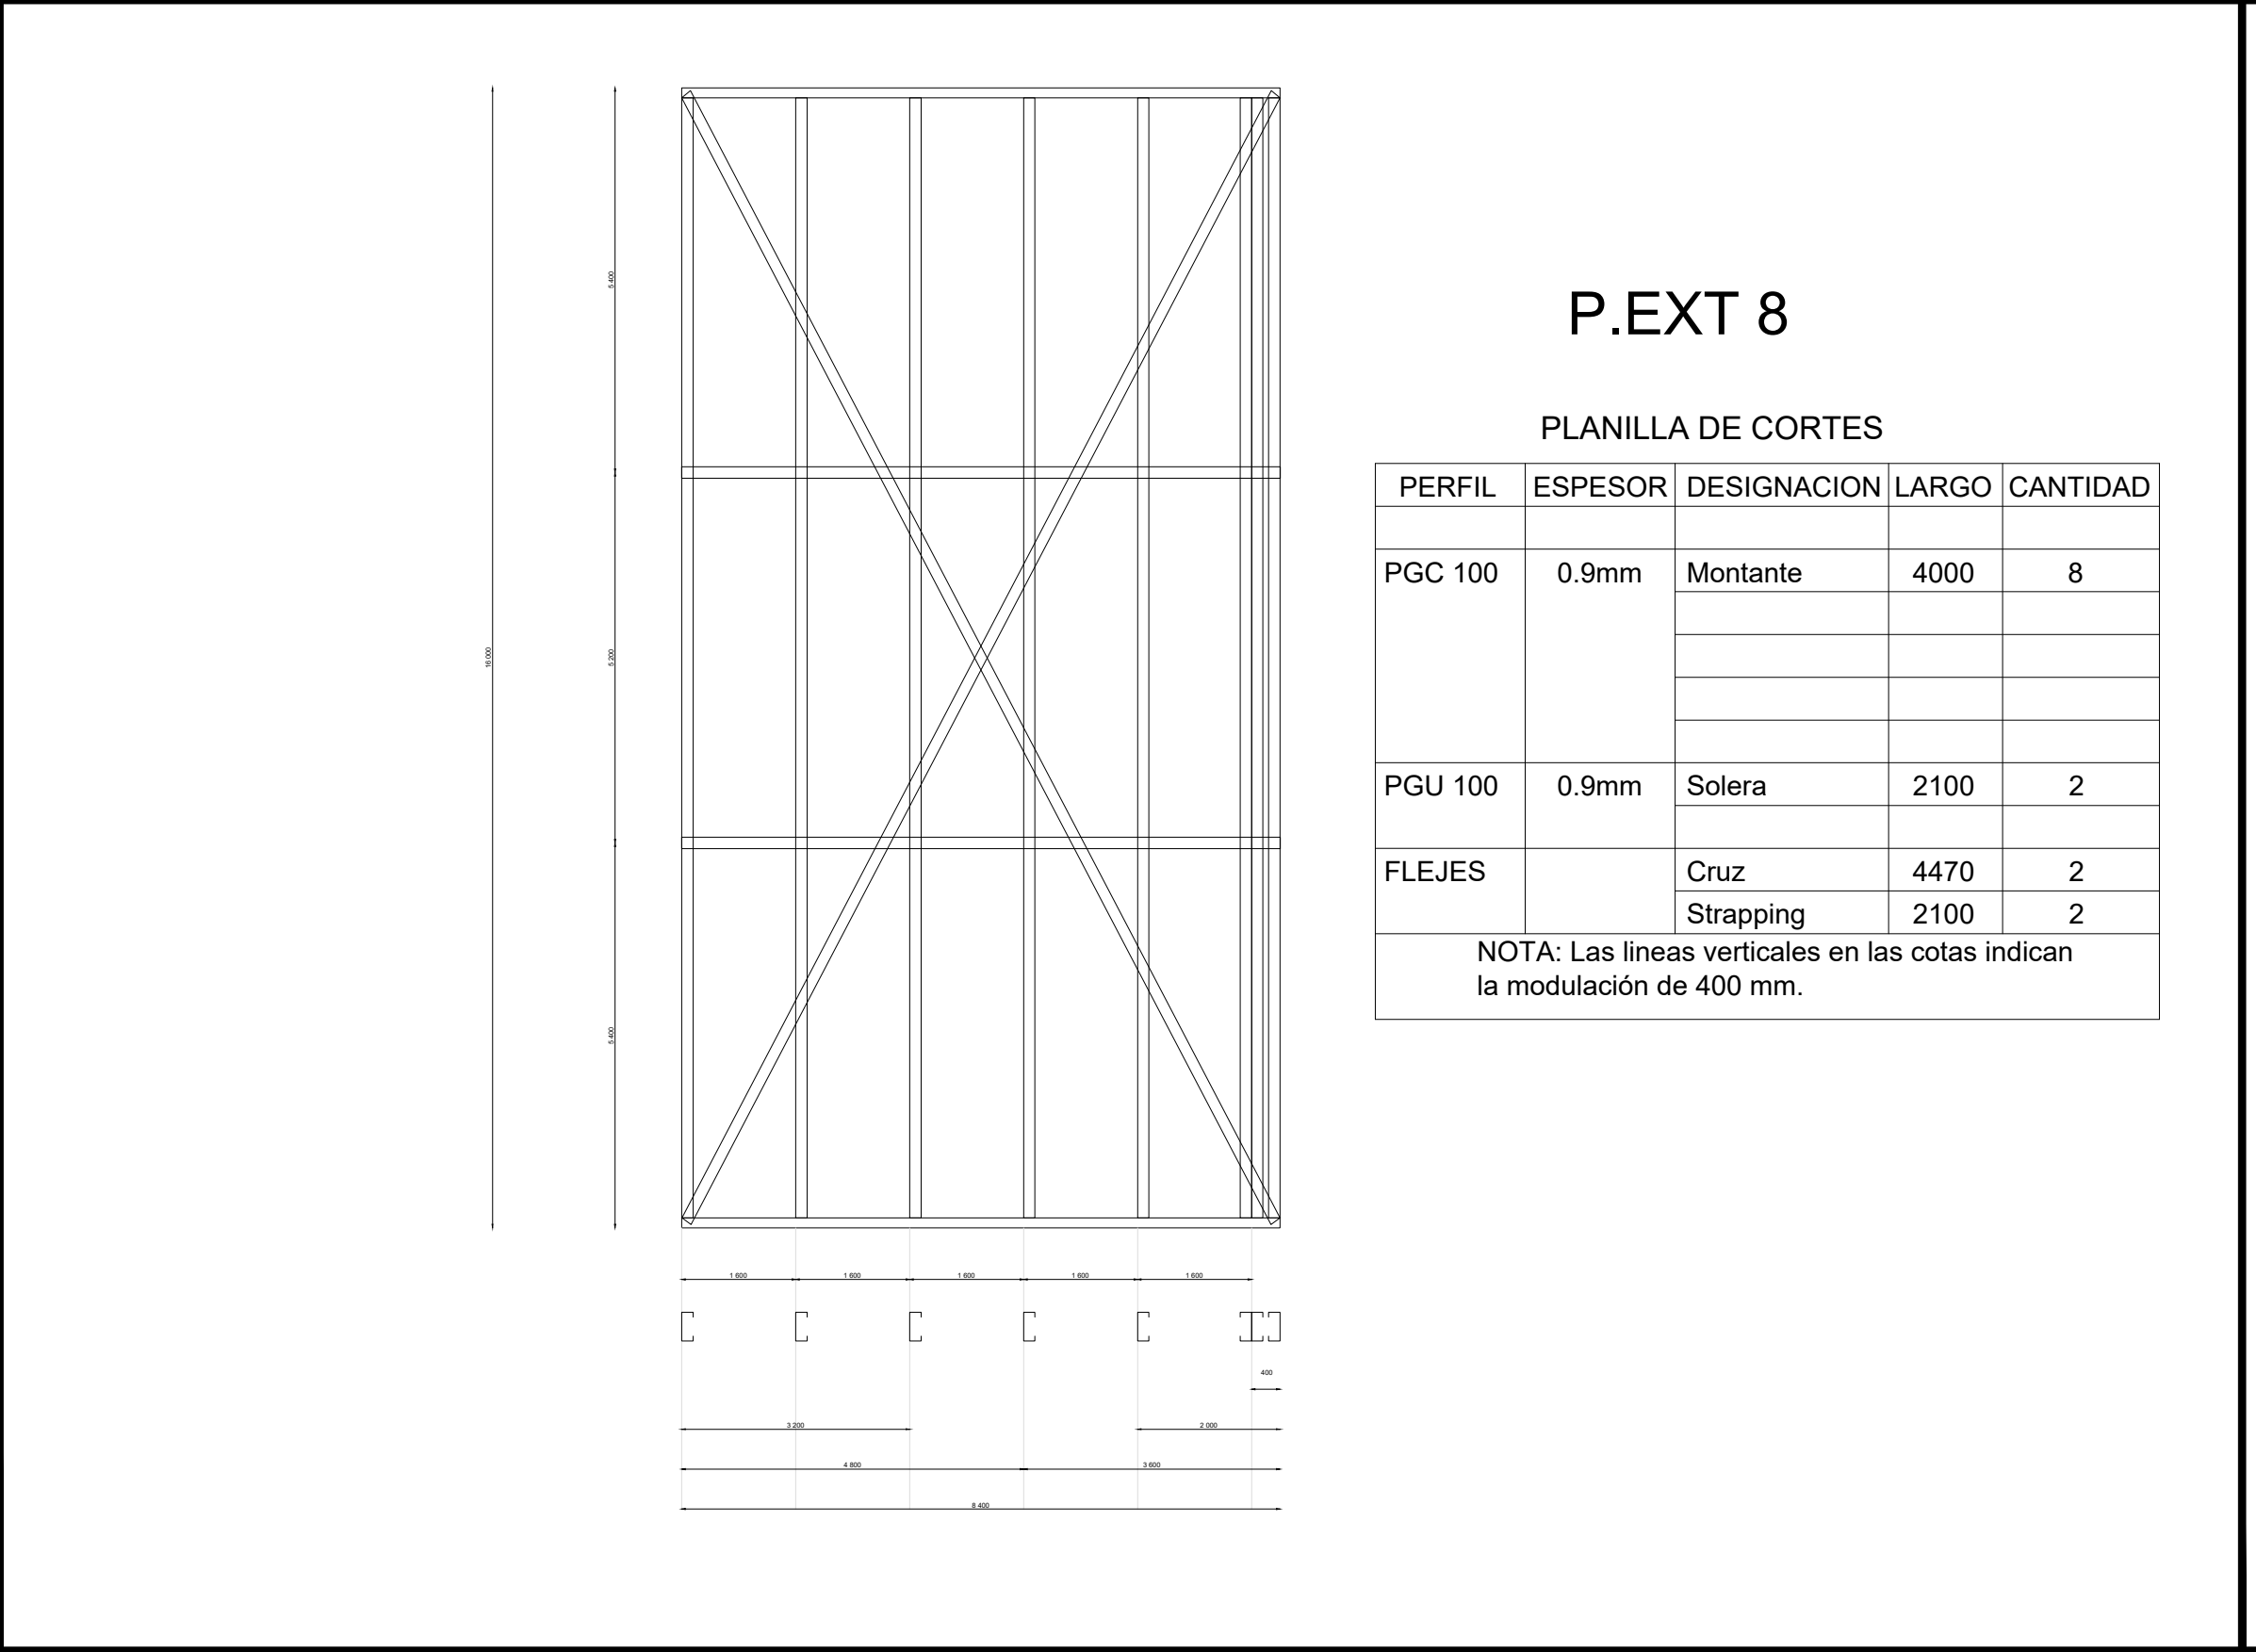 P.EXT 8
PLANILLA DE CORTES
PERFIL ESPESOR DESIGNACION LARGO CANTIDAD
PGC 100 0.9mm Montante 4000 8
PGU 100 0.9mm Solera 2100 2
FLEJES Cruz 4470 2
Strapping 2100 2
NOTA: Las lineas verticales en las cotas indican
la modulación de 400 mm.
16 000
5 400
5 200
5 400
1 600 1 600 1 600 1 600 1 600
400
3 200 2 000
4 800 3 600
8 400